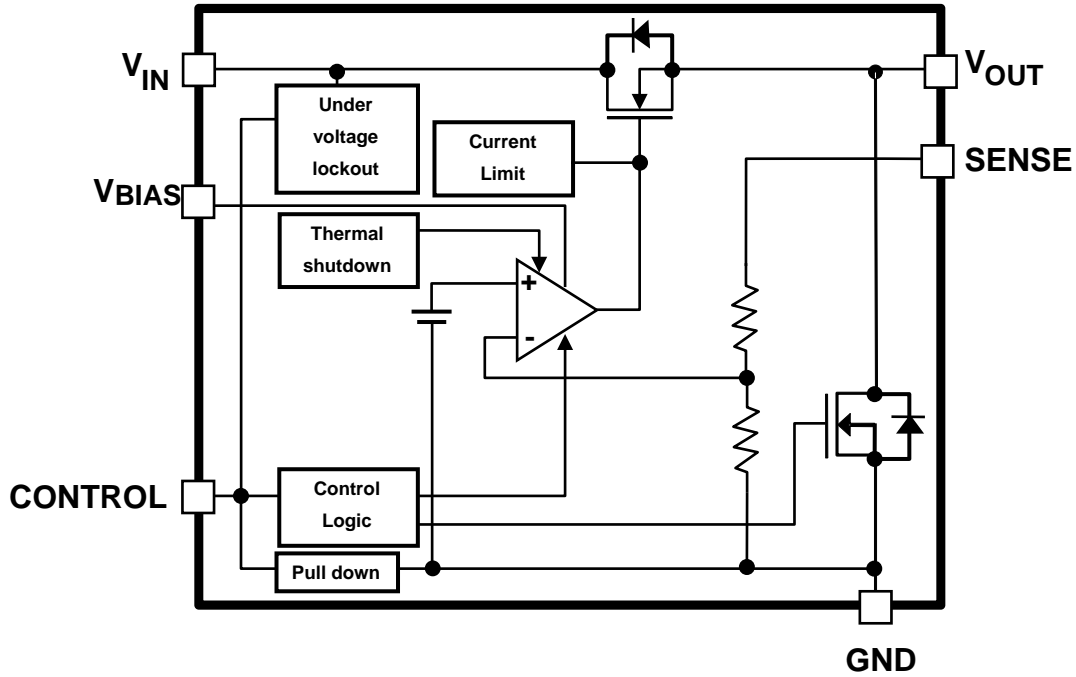 VIN
VOUT
Under
voltage
lockout
Current
Limit
SENSE
VBIAS
Thermal
shutdown
+
-
CONTROL
Control
Logic
Pull down
GND